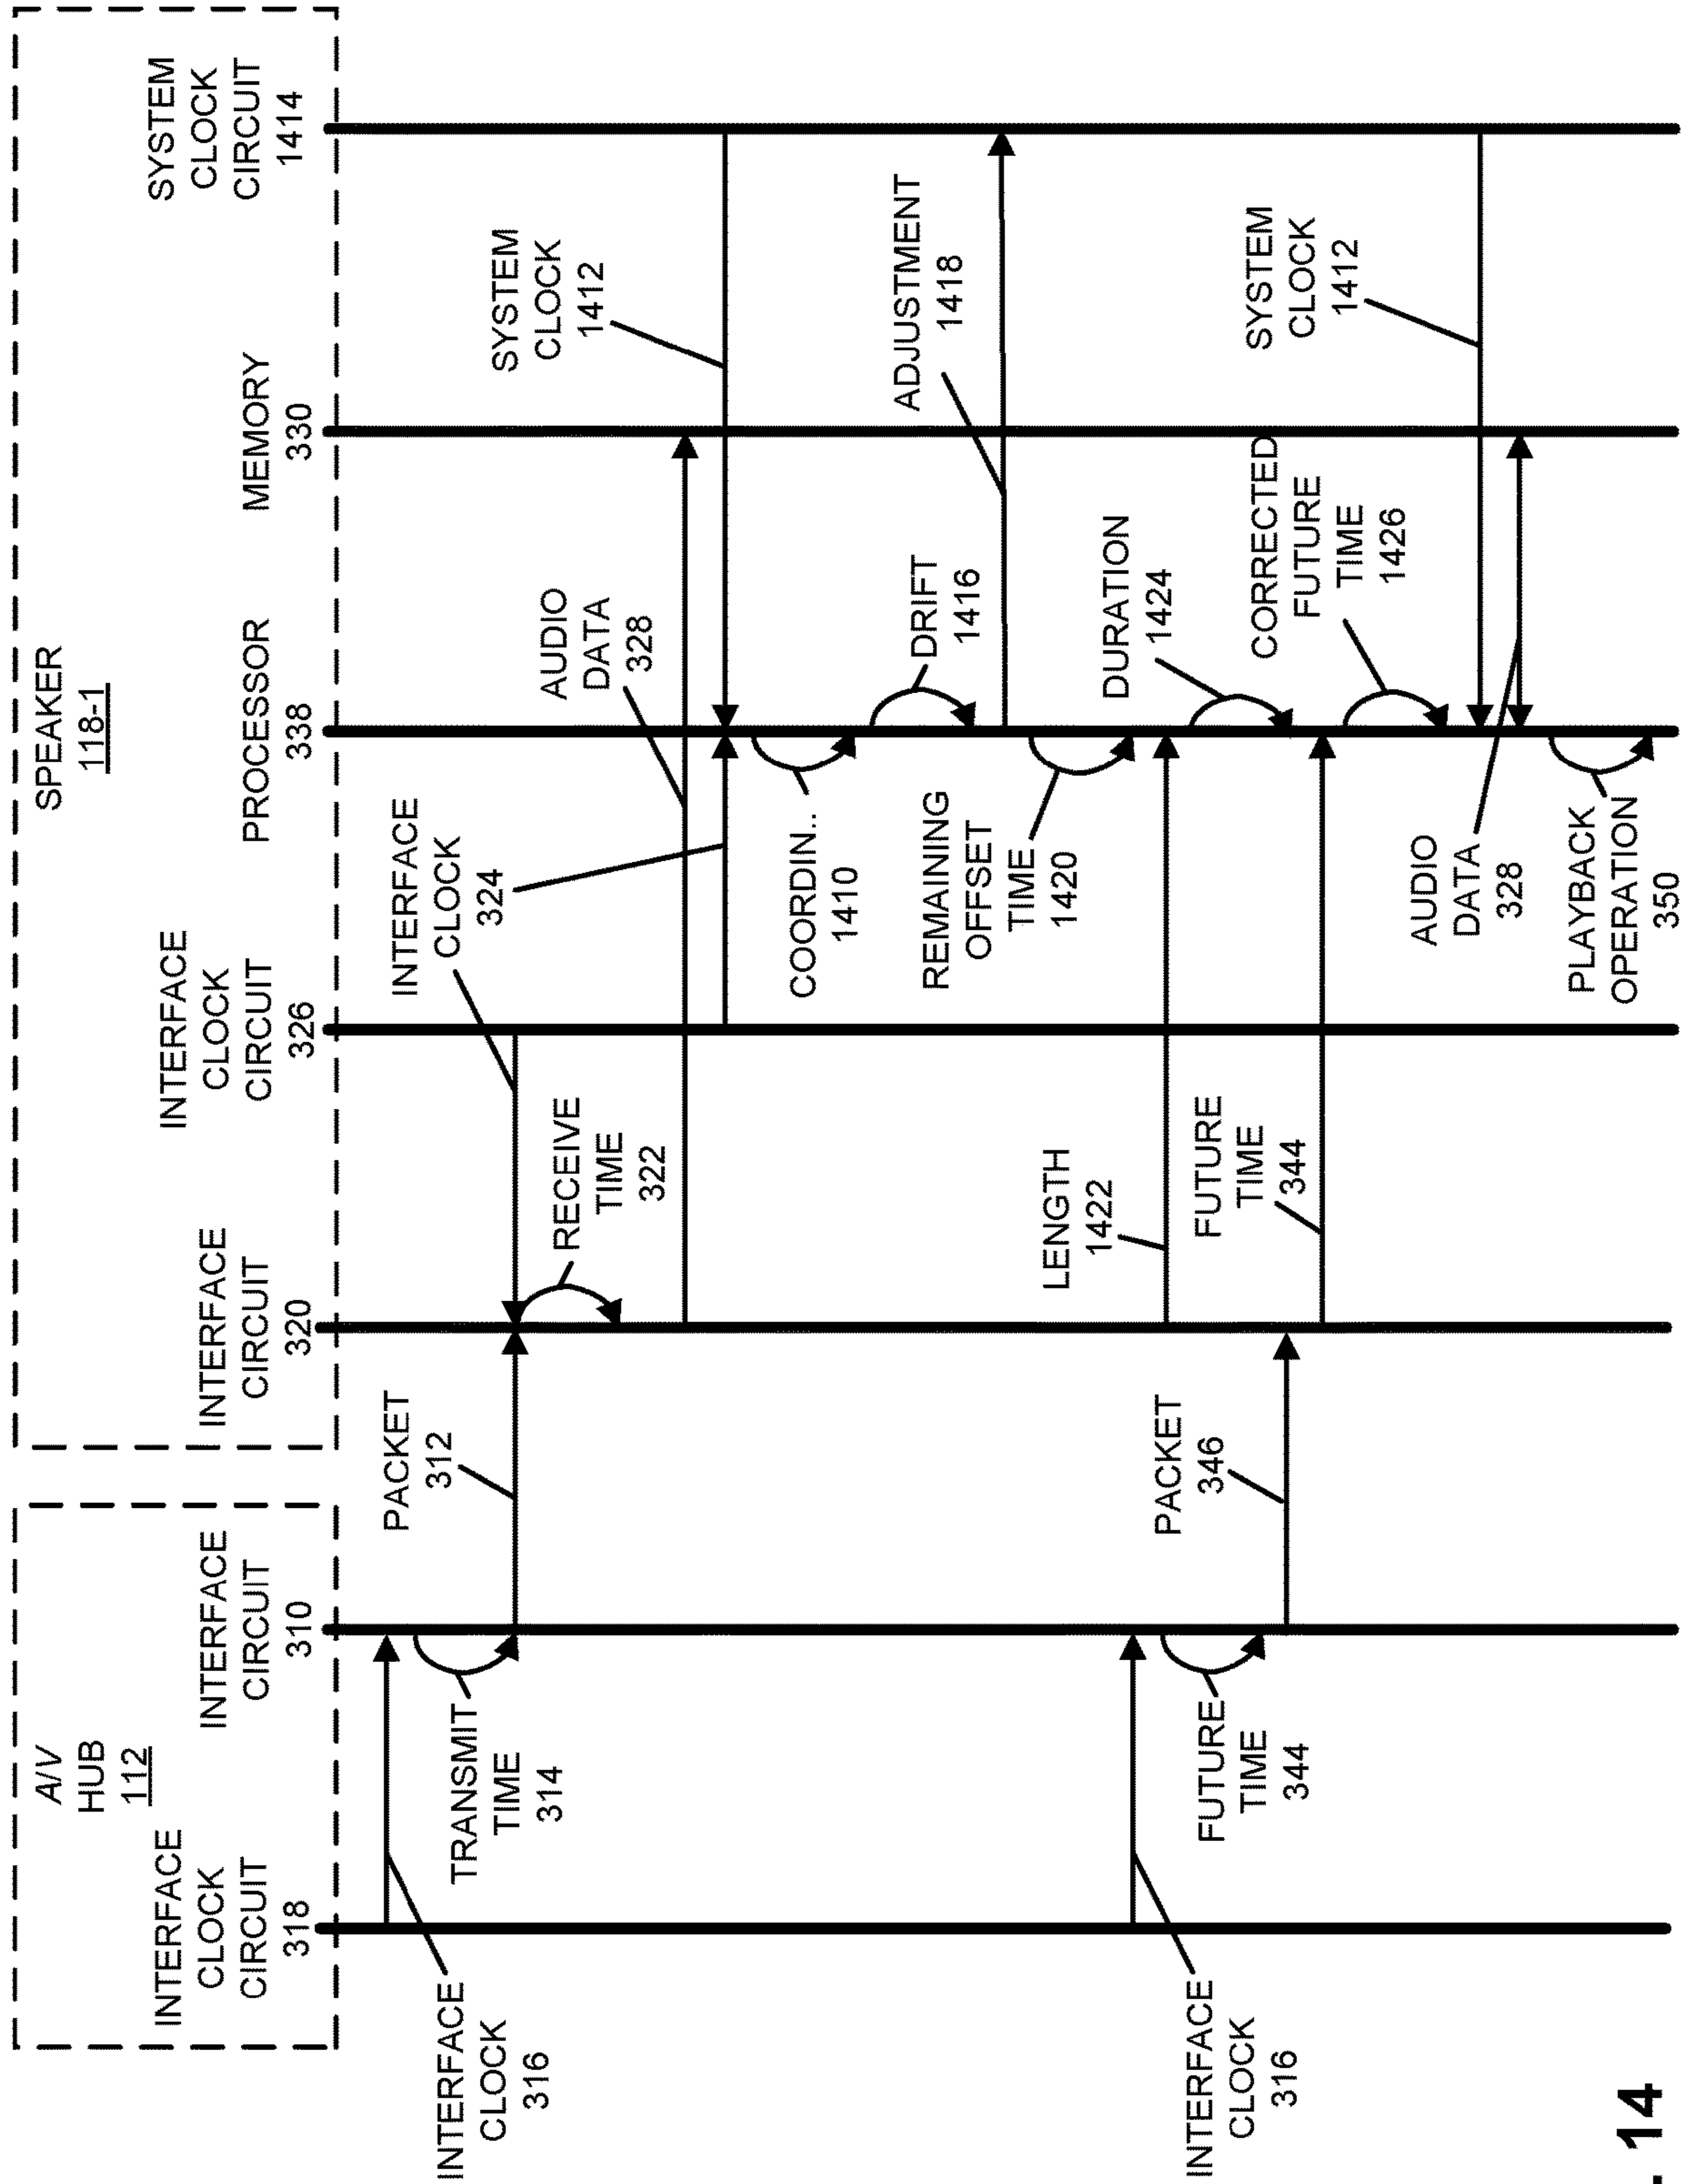 A/V
HUB
112
INTERFACE
CLOCK
CIRCUIT
318
INTERFACE
CIRCUIT
310
SPEAKER
118-1
INTERFACE
CIRCUIT
320
INTERFACE
CLOCK
CIRCUIT
326
PROCESSOR
338
MEMORY
330
SYSTEM
CLOCK
CIRCUIT
1414
INTERFACE
CLOCK
316
TRANSMIT
TIME
314
PACKET
312
INTERFACE
CLOCK
324
RECEIVE
TIME
322
AUDIO
DATA
328
SYSTEM
CLOCK
1412
COORDIN..
1410
DRIFT
1416
ADJUSTMENT
1418
REMAINING
OFFSET
TIME
1420
LENGTH
1422
DURATION
1424
INTERFACE
CLOCK
316
FUTURE
TIME
344
PACKET
346
FUTURE
TIME
344
CORRECTED
FUTURE
TIME
1426
SYSTEM
CLOCK
1412
AUDIO
DATA
328
PLAYBACK
OPERATION
350
14